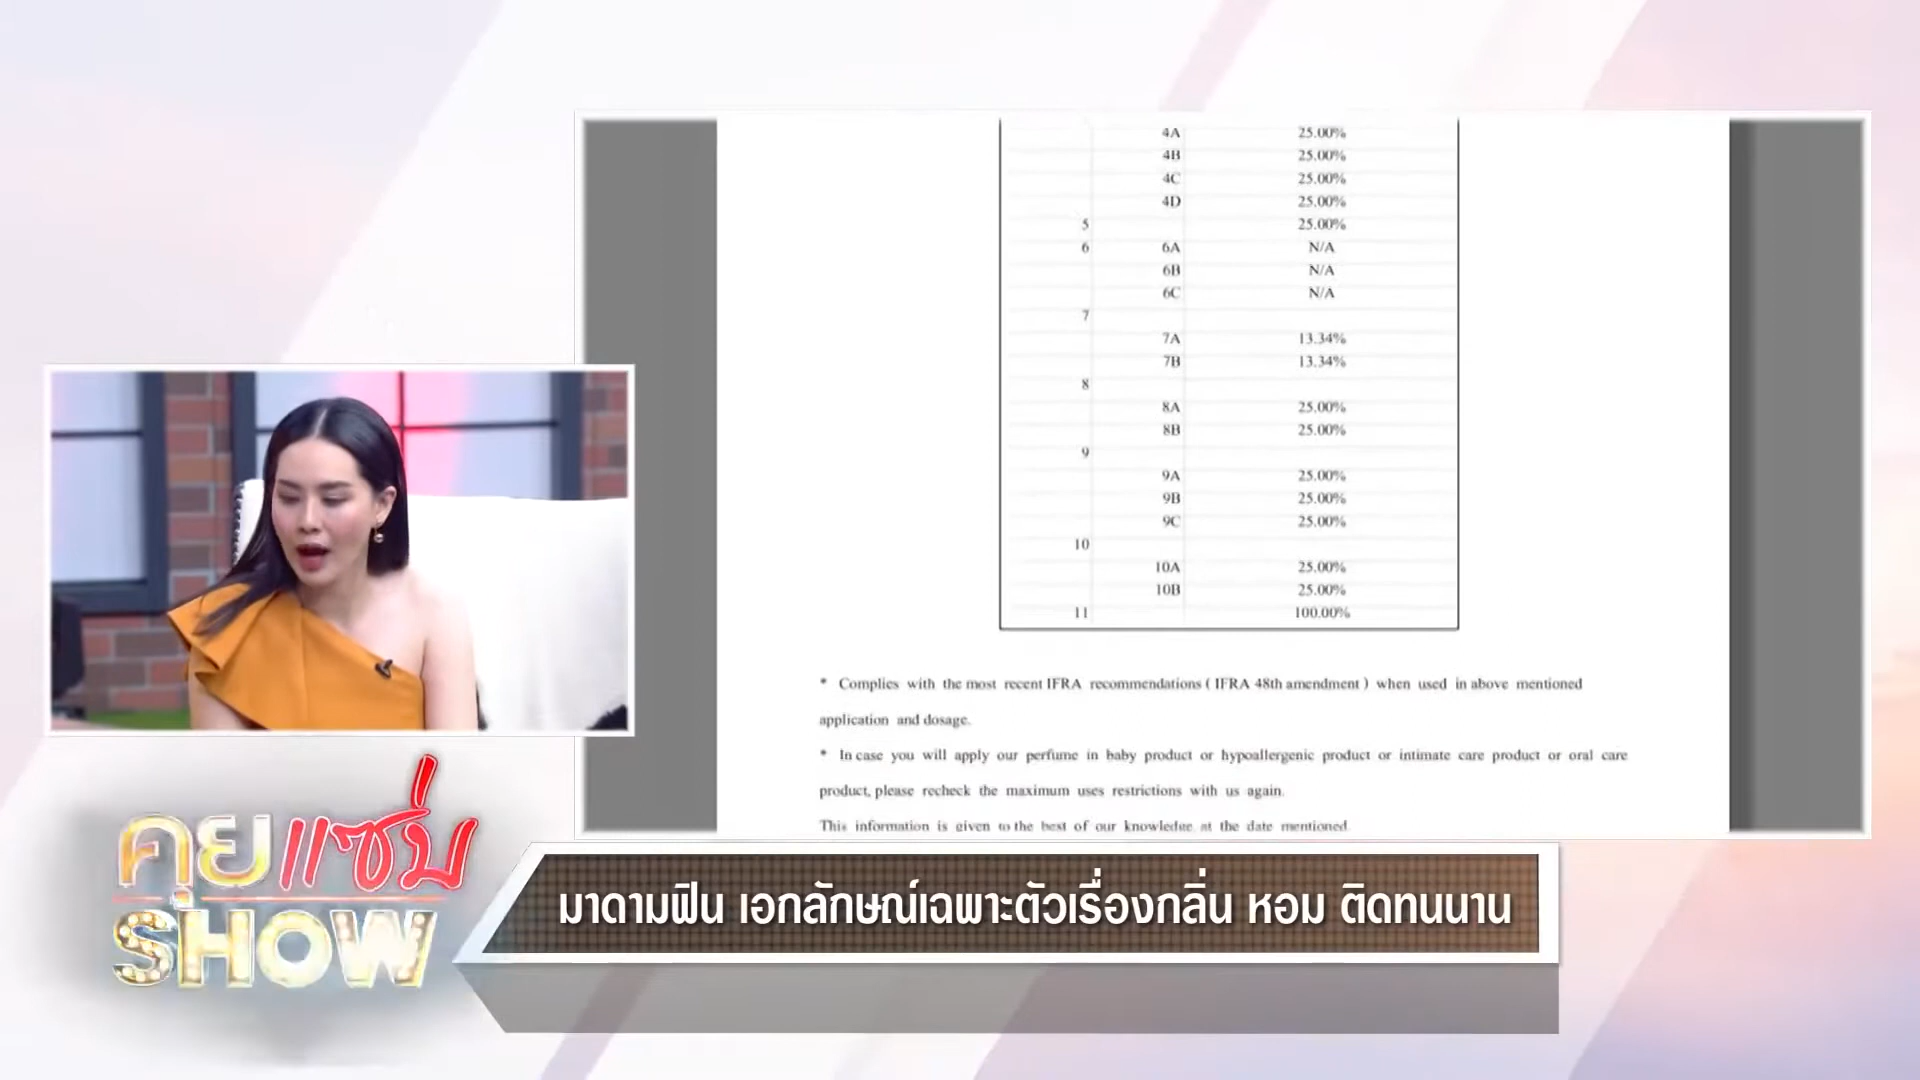 4A 25.00%
4B 25.00%
4C 25.00%
4D 25.00%
5 25.00%
6 6A N/A
6B N/A
6C N/A
7
7A 13.34%
7B 13.34%
8
8A 25.00%
8B 25.00%
9
9A 25.00%
9B 25.00%
9C 25.00%
10
10A 25.00%
10B 25.00%
11 100.00%
* Complies with the most recent IFRA recommendations ( IFRA 48th amendment ) when used in above mentioned
application and dosage.
* In case you will apply our perfume in baby product or hypoallergenic product or intimate care product or oral care
product, please recheck the maximum uses restrictions with us again.
This information is given to the best of our knowledge at the date mentioned
คุยแซ่บ
SHOW
มาดามฟิน เอกลักษณ์เฉพาะตัวเรื่องกลิ่น หอม ติดทนนาน